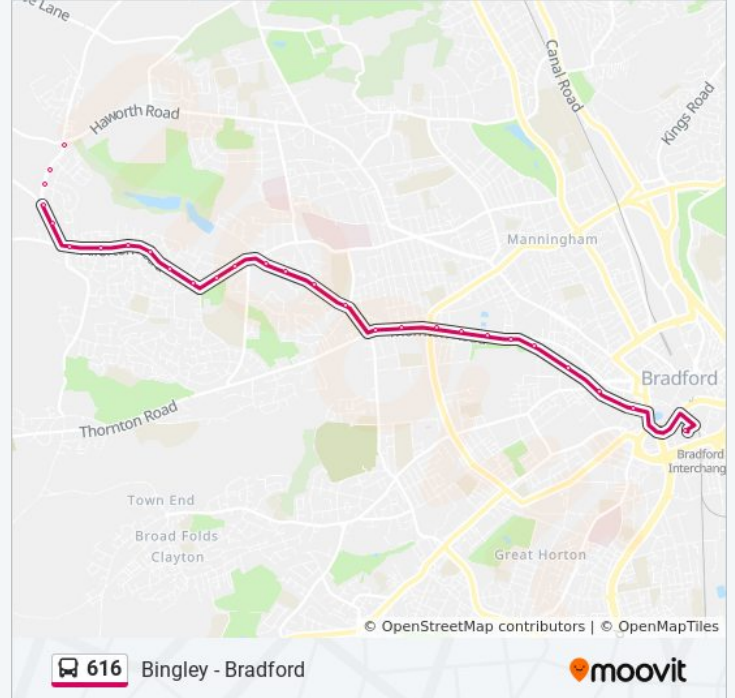 Lane
Haworth Road
Canal Road
Kings Road
Manningham
Bradford
Thornton Road
Bradford
Interchang
Town End
Broad Folds
Clayton
Great Horton
© OpenStreetMap contributors | © OpenMapTiles
616 Bingley - Bradford
moovit